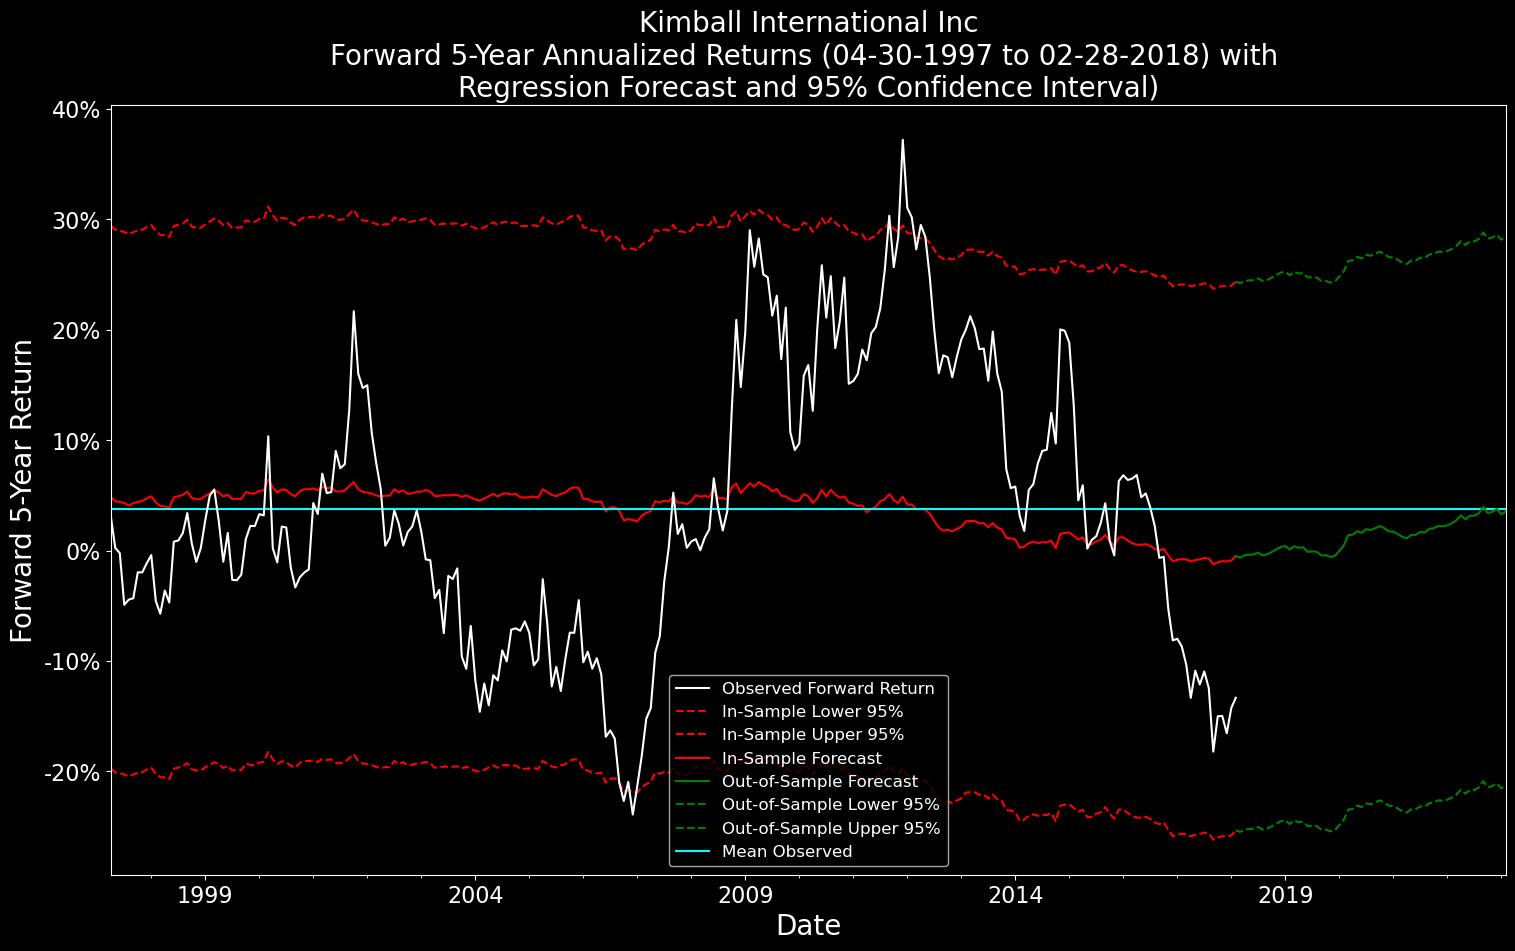 Kimball International Inc
Forward 5-Year Annualized Returns (04-30-1997 to 02-28-2018) with
Regression Forecast and 95% Confidence Interval)
40%
30%
20%
10%
0%
-10%
-20%
Forward 5-Year Return
Observed Forward Return
In-Sample Lower 95%
In-Sample Upper 95%
In-Sample Forecast
Out-of-Sample Forecast
Out-of-Sample Lower 95%
Out-of-Sample Upper 95%
Mean Observed
1999 2004 2009 2014 2019
Date